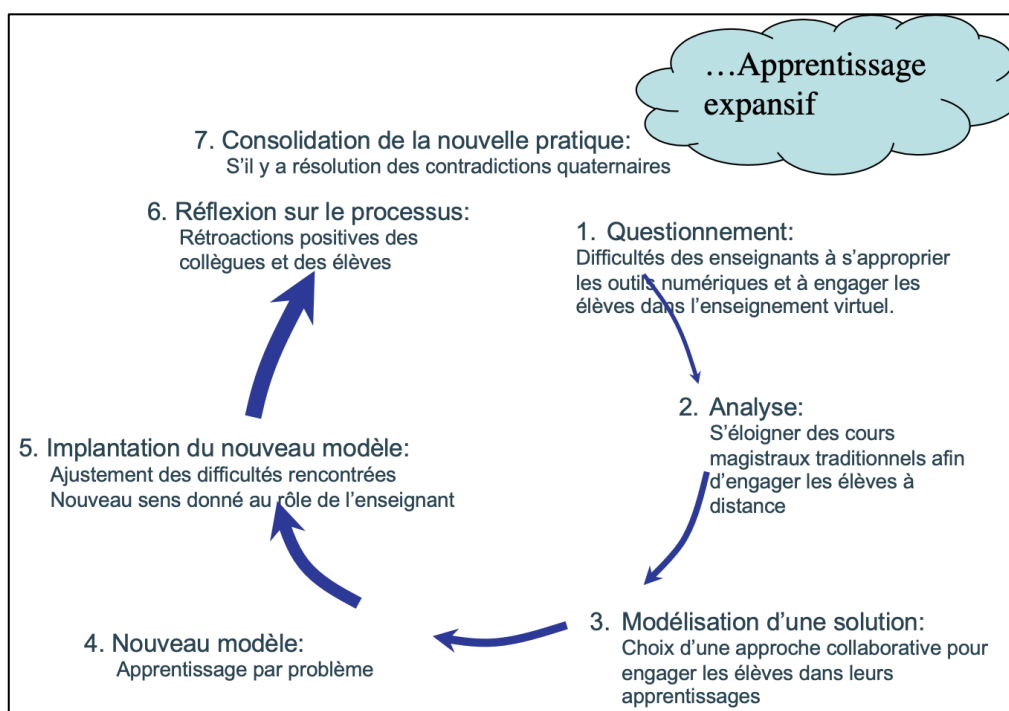 …Apprentissage
expansif
7. Consolidation de la nouvelle pratique:
S’il y a résolution des contradictions quaternaires
6. Réflexion sur le processus:
Rétroactions positives des
collègues et des élèves
1. Questionnement:
Difficultés des enseignants à s’approprier
les outils numériques et à engager les
élèves dans l’enseignement virtuel.
2. Analyse:
S’éloigner des cours
magistraux traditionnels afin
d’engager les élèves à
distance
5. Implantation du nouveau modèle:
Ajustement des difficultés rencontrées
Nouveau sens donné au rôle de l’enseignant
3. Modélisation d’une solution:
Choix d’une approche collaborative pour
engager les élèves dans leurs
apprentissages
4. Nouveau modèle:
Apprentissage par problème